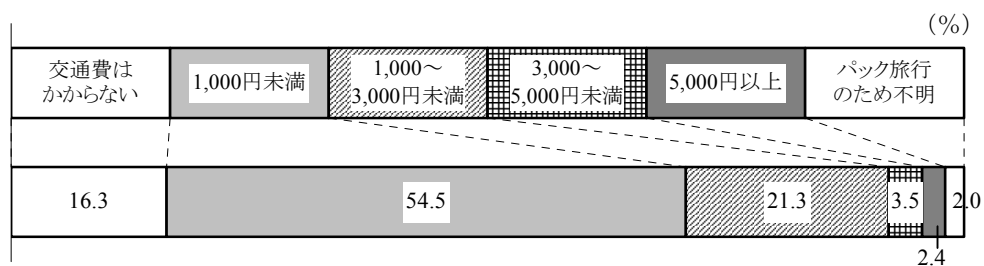 (%)
交通費は
かからない
1,000円未満
1,000～
3,000円未満
3,000～
5,000円未満
5,000円以上
パック旅行
のため不明
16.3
54.5
21.3
3.5
2.0
2.4